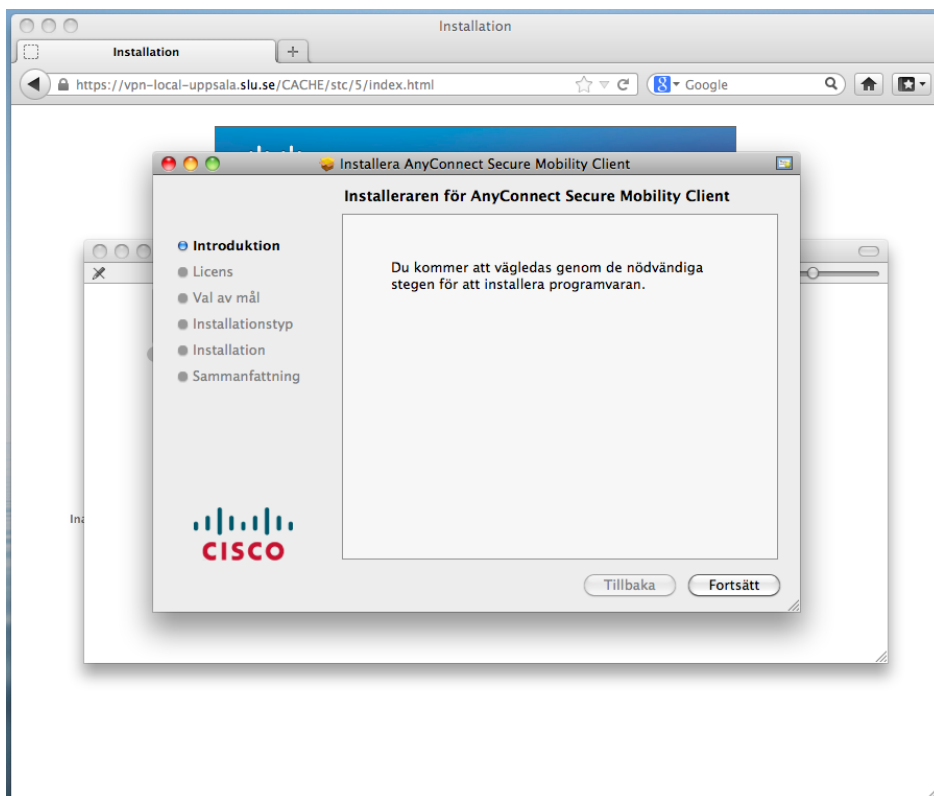 Installation
Installation
https://vpn-local-uppsala.slu.se/CACHE/stc/5/index.html
Google
Installera AnyConnect Secure Mobility Client
Installeraren för AnyConnect Secure Mobility Client
Introduktion
Licens
Val av mål
Installationstyp
Installation
Sammanfattning
Du kommer att vägledas genom de nödvändiga
stegen för att installera programvaran.
CISCO
Tillbaka
Fortsätt